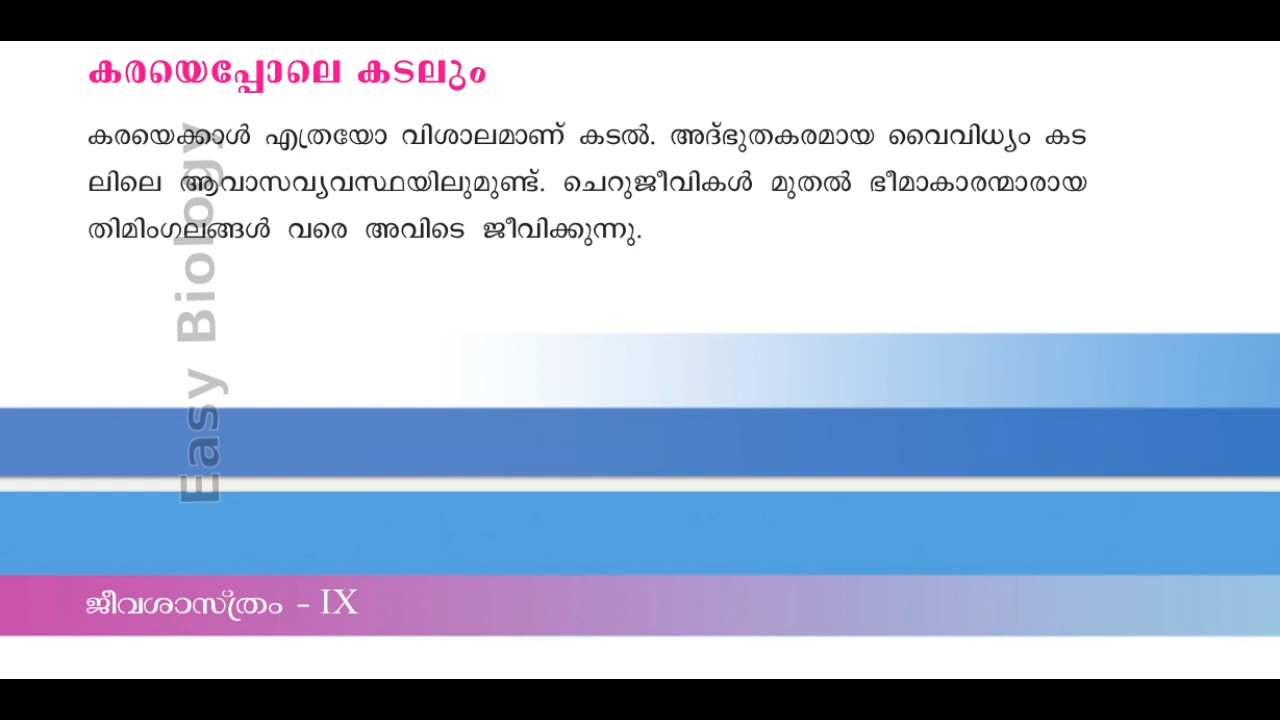 കരയെപ്പോലെ കടലും
കരയെക്കാൾ എത്രയോ വിശാലമാണ് കടൽ. അദ്ഭുതകരമായ വൈവിധ്യം കട
ലിലെ ആവാസവ്യവസ്ഥയിലുമുണ്ട്. ചെറുജീവികൾ മുതൽ ഭീമാകാരന്മാരായ
തിമിംഗലങ്ങൾ വരെ അവിടെ ജീവിക്കുന്നു.
Easy Biology
ജീവശാസ്ത്രം - IX